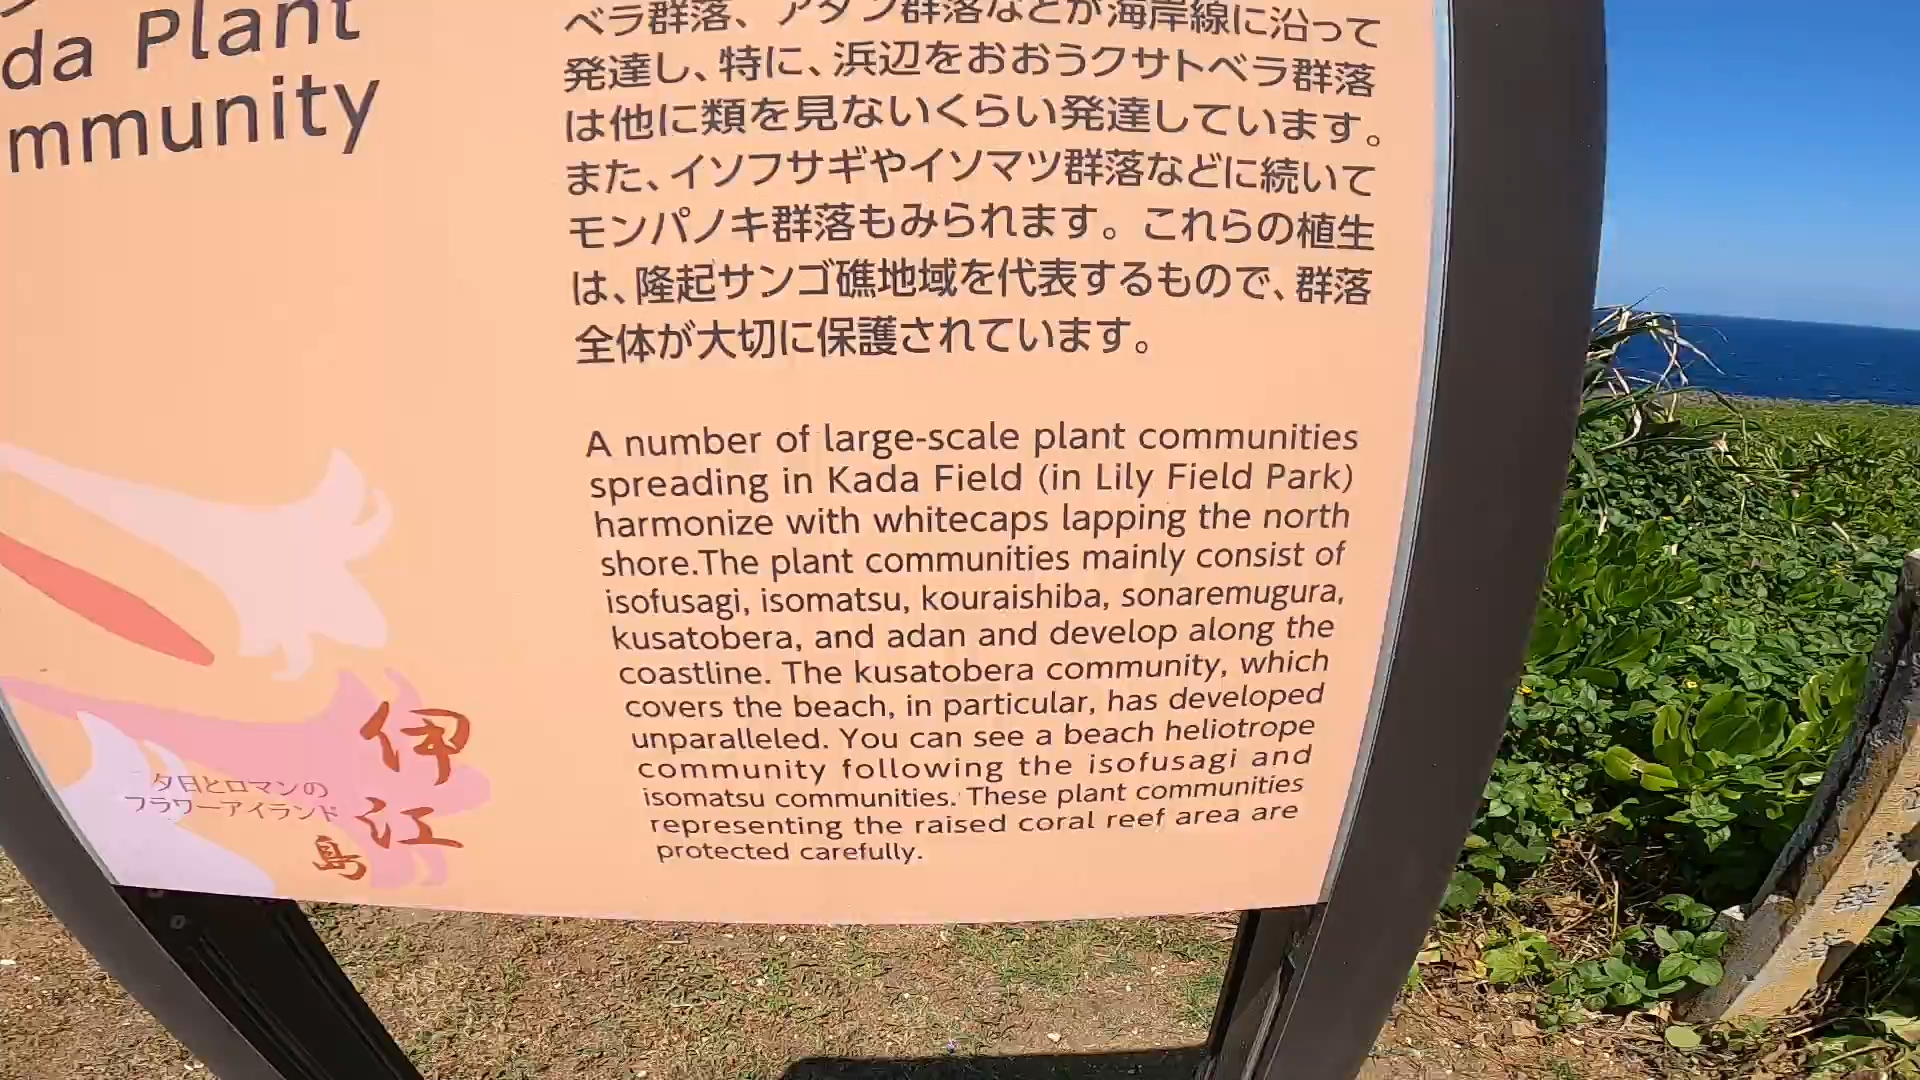 da Plant
mmunity
ベラ群落、アダン群落などが海岸線に沿って
発達し、特に、浜辺をおおうクサトベラ群落
は他に類を見ないくらい発達しています。
また、イソフサギやイソマツ群落などに続いて
モンパノキ群落もみられます。これらの植生
は、隆起サンゴ礁地域を代表するもので、群落
全体が大切に保護されています。
A number of large-scale plant communities
spreading in Kada Field (in Lily Field Park)
harmonize with whitecaps lapping the north
shore.The plant communities mainly consist of
isofusagi, isomatsu, kouraishiba, sonaremugura,
kusatobera, and adan and develop along the
coastline. The kusatobera community, which
covers the beach, in particular, has developed
unparalleled. You can see a beach heliotrope
community following the isofusagi and
isomatsu communities. These plant communities
representing the raised coral reef area are
protected carefully.
夕日とロマンの
フラワーアイランド
伊江島